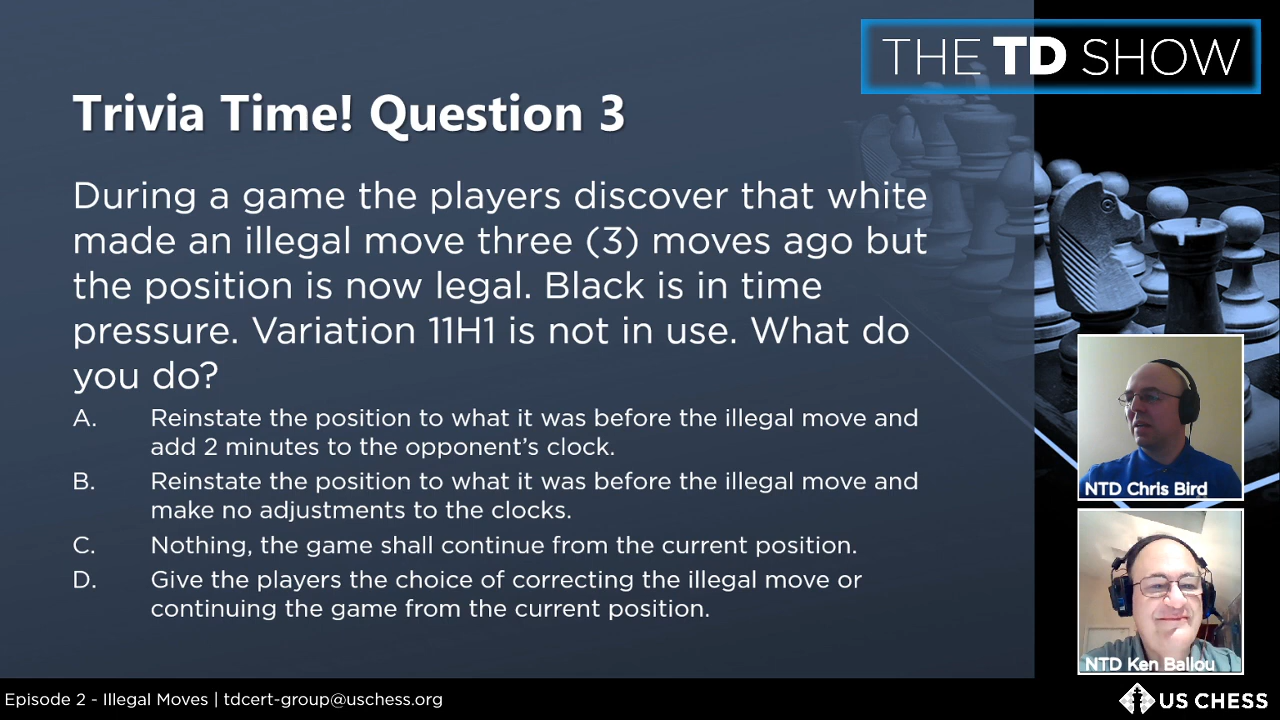 THE TD SHOW
Trivia Time! Question 3
During a game the players discover that white
made an illegal move three (3) moves ago but
the position is now legal. Black is in time
pressure. Variation 11H1 is not in use. What do
you do?
A. Reinstate the position to what it was before the illegal move and
add 2 minutes to the opponent's clock.
B. Reinstate the position to what it was before the illegal move and
make no adjustments to the clocks.
C. Nothing, the game shall continue from the current position.
D. Give the players the choice of correcting the illegal move or
continuing the game from the current position.
NTD Chris Bird
NTD Ken Ballou
Episode 2 - Illegal Moves | tdcert-group@uschess.org
US CHESS